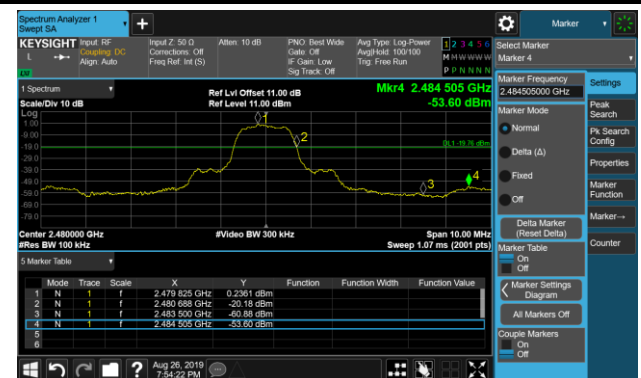 Spectrum Analyzer 1
Swept SA
Marker
KEYSIGHT
L
LNI
Input: RF
Coupling: DC
Align: Auto
Input Z: 50 Ω
Corrections: Off
Freq Ref: Int (S)
Atten: 10 dB
PNO: Best Wide
Gate: Off
IF Gain: Low
Sig Track: Off
Avg Type: Log-Power
Avg|Hold: 100/100
Trig: Free Run
1 2 3 4 5 6
M W W W W W
P P N N N N
Select Marker
Marker 4
1 Spectrum
Scale/Div 10 dB
Log
Ref Lvl Offset 11.00 dB
Ref Level 11.00 dBm
Mkr4 2.484 505 GHz
-53.60 dBm
1.00
-9.00
-19.0
-29.0
-39.0
-49.0
-59.0
-69.0
-79.0
1
2
3
4
DL1 -19.76 dBm
Center 2.480000 GHz
#Res BW 100 kHz
#Video BW 300 kHz
Span 10.00 MHz
Sweep 1.07 ms (2001 pts)
5 Marker Table
Mode Trace Scale X Y Function Function Width Function Value
1 N 1 f 2.479 825 GHz 0.2361 dBm
2 N 1 f 2.480 688 GHz -20.18 dBm
3 N 1 f 2.483 500 GHz -60.88 dBm
4 N 1 f 2.484 505 GHz -53.60 dBm
5
6
Marker Frequency
2.484505000 GHz
Marker Mode
Normal
Delta (Δ)
Fixed
Off
Delta Marker
(Reset Delta)
Marker Table
On
Off
Marker Settings
Diagram
All Markers Off
Couple Markers
On
Off
Settings
Peak
Search
Pk Search
Config
Properties
Marker
Function
Marker→
Counter
?
Aug 26, 2019
7:54:22 PM